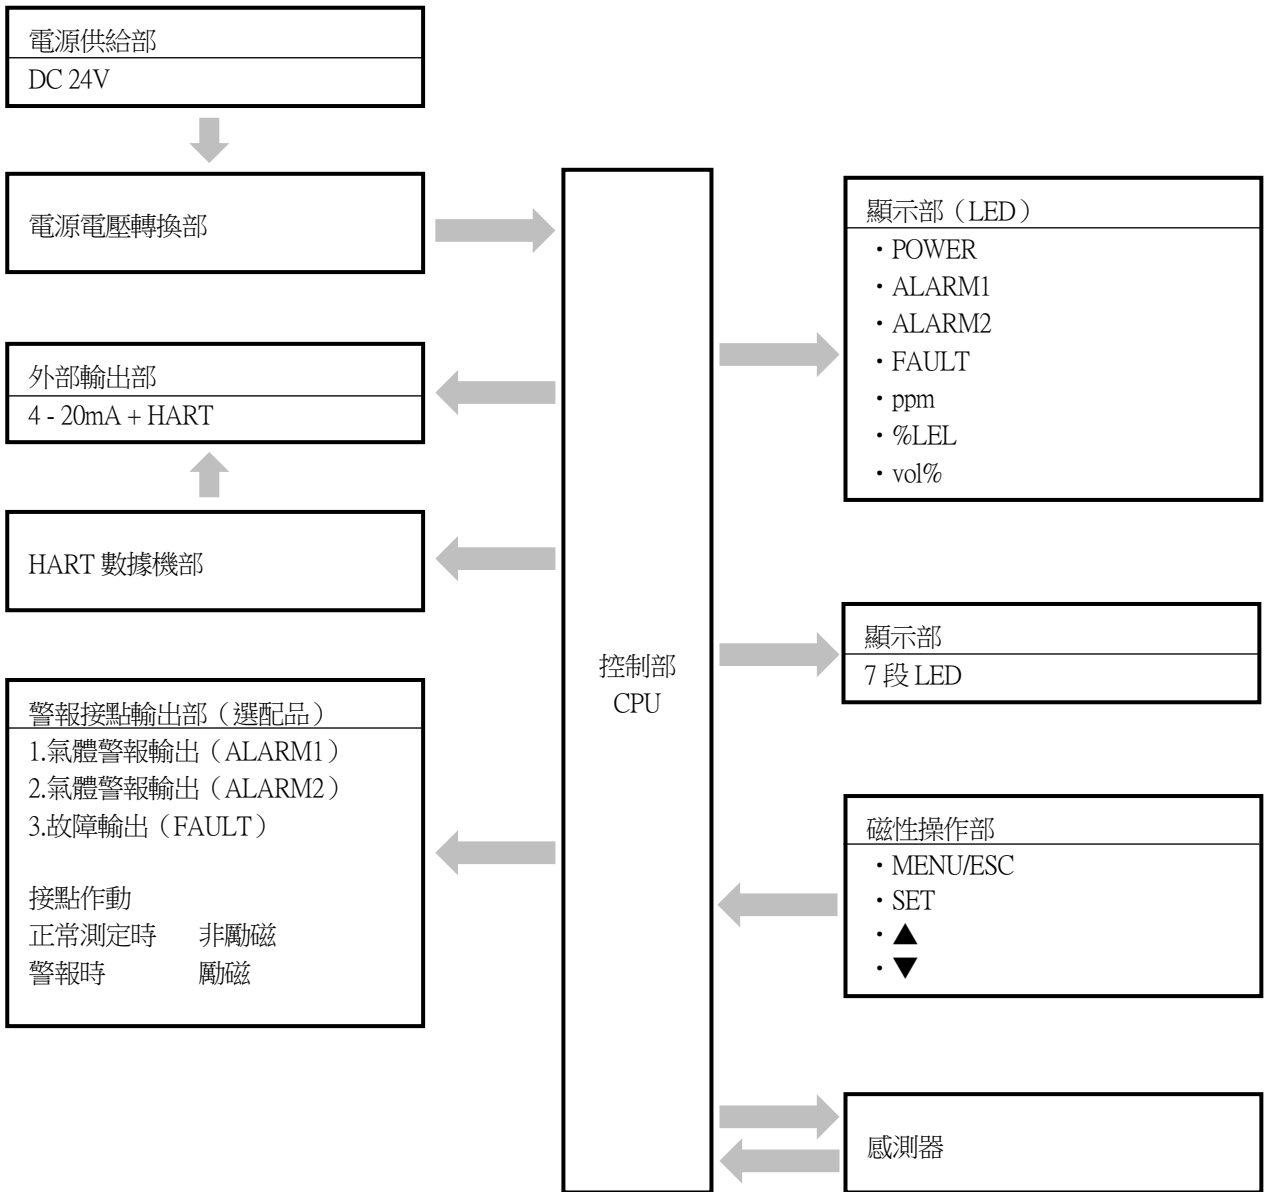 電源供給部
DC 24V
電源電壓轉換部
外部輸出部
4 - 20mA + HART
HART 數據機部
警報接點輸出部（選配品）
1.氣體警報輸出（ALARM1）
2.氣體警報輸出（ALARM2）
3.故障輸出（FAULT）
接點作動
正常測定時 非勵磁
警報時 勵磁
控制部
CPU
顯示部（LED）
・POWER
・ALARM1
・ALARM2
・FAULT
・ppm
・%LEL
・vol%
顯示部
7 段 LED
磁性操作部
・MENU/ESC
・SET
・▲
・▼
感測器